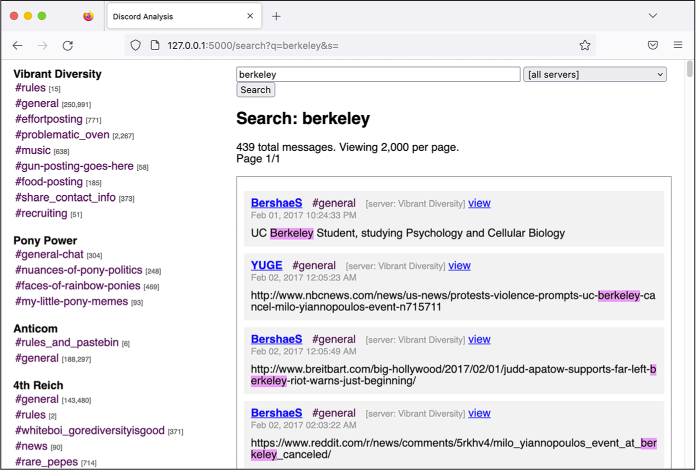 Discord Analysis
127.0.0.1:5000/search?q=berkeley&s=
Vibrant Diversity
#rules [15]
#general [250,991]
#effortposting [771]
#problematic_oven [2,267]
#music [638]
#gun-posting-goes-here [58]
#food-posting [185]
#share_contact_info [373]
#recruiting [51]
Pony Power
#general-chat [304]
#nuances-of-pony-politics [248]
#faces-of-rainbow-ponies [469]
#my-little-pony-memes [93]
Anticom
#rules_and_pastebin [6]
#general [188,297]
4th Reich
#general [143,480]
#rules [2]
#whiteboi_gorediversityisgood [371]
#news [90]
#rare_pepes [714]
berkeley
[all servers]
Search
Search: berkeley
439 total messages. Viewing 2,000 per page.
Page 1/1
BershaeS #general [server: Vibrant Diversity] view
Feb 01, 2017 10:24:33 PM
UC Berkeley Student, studying Psychology and Cellular Biology
YUGE #general [server: Vibrant Diversity] view
Feb 02, 2017 12:05:23 AM
http://www.nbcnews.com/news/us-news/protests-violence-prompts-uc-berkeley-ca
ncel-milo-yiannopoulos-event-n715711
BershaeS #general [server: Vibrant Diversity] view
Feb 02, 2017 12:05:49 AM
http://www.breitbart.com/big-hollywood/2017/02/01/judd-apatow-supports-far-left-b
erkeley-riot-warns-just-beginning/
BershaeS #general [server: Vibrant Diversity] view
Feb 02, 2017 02:03:22 AM
https://www.reddit.com/r/news/comments/5rkhv4/milo_yiannopoulos_event_at_ber
keley_canceled/